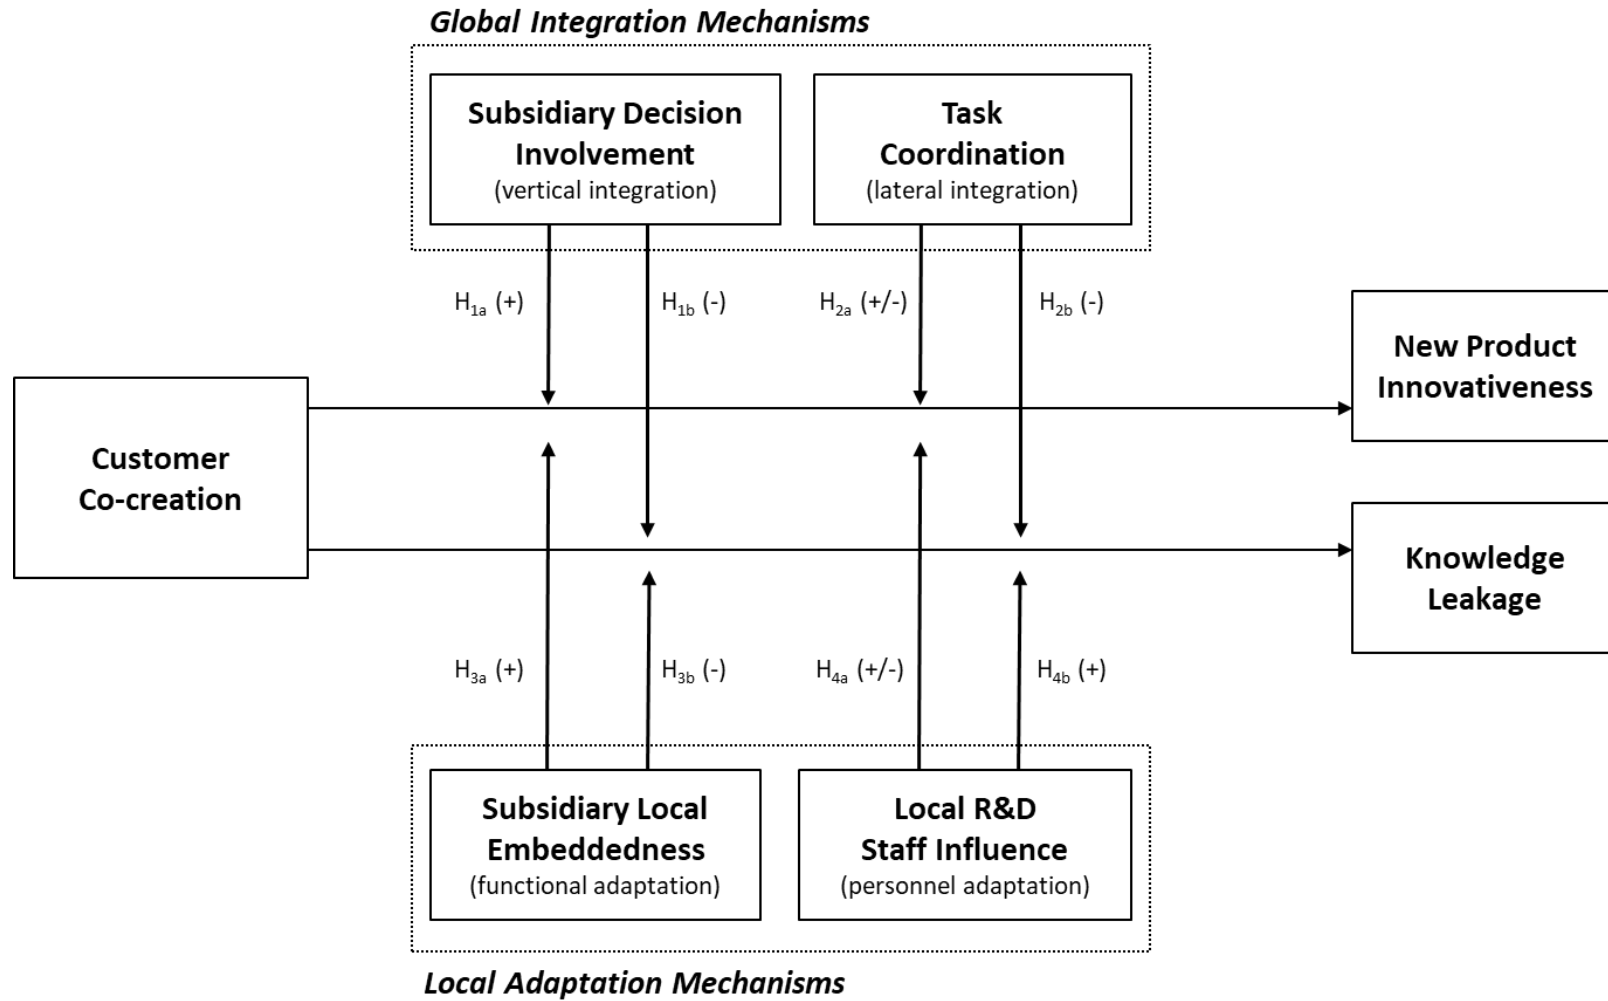 Global Integration Mechanisms
Subsidiary Decision
Involvement
(vertical integration)
Task
Coordination
(lateral integration)
H1a (+)
H1b (-)
H2a (+/-)
H2b (-)
New Product
Innovativeness
Customer
Co-creation
Knowledge
Leakage
H3a (+)
H3b (-)
H4a (+/-)
H4b (+)
Subsidiary Local
Embeddedness
(functional adaptation)
Local R&D
Staff Influence
(personnel adaptation)
Local Adaptation Mechanisms